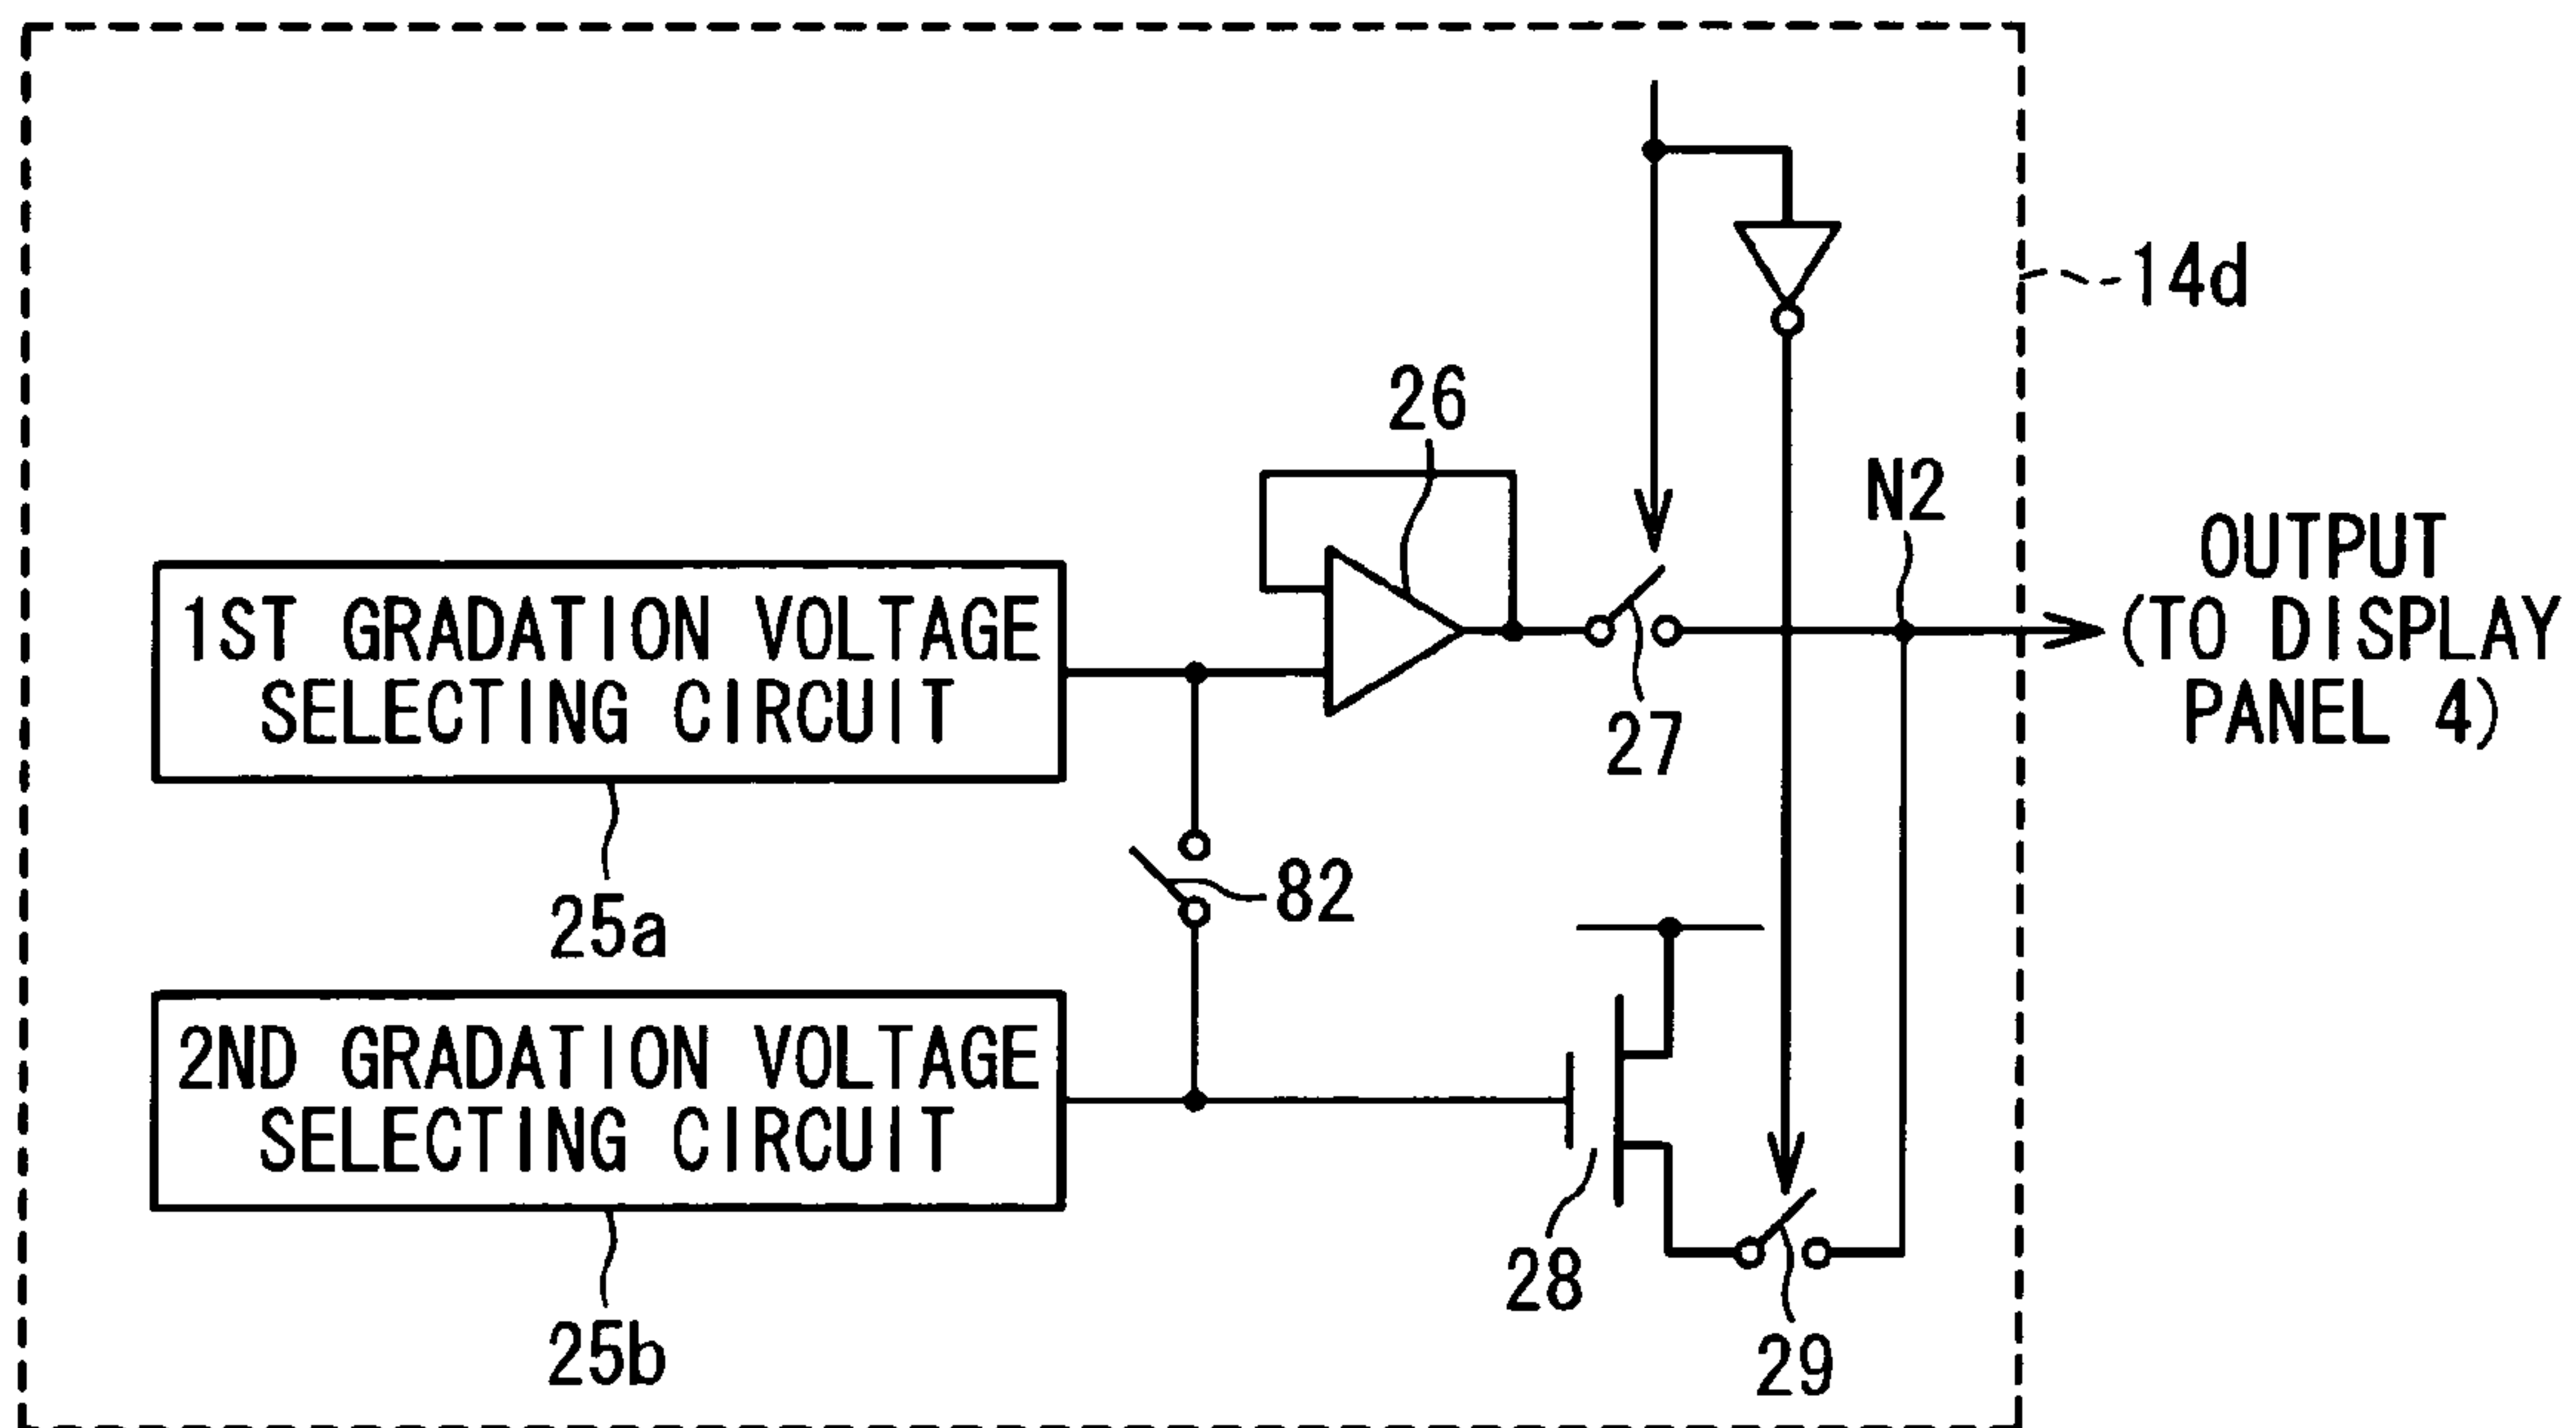 14d
26
N2
OUTPUT
(TO DISPLAY
PANEL 4)
1ST GRADATION VOLTAGE
SELECTING CIRCUIT
27
82
25a
2ND GRADATION VOLTAGE
SELECTING CIRCUIT
28
29
25b